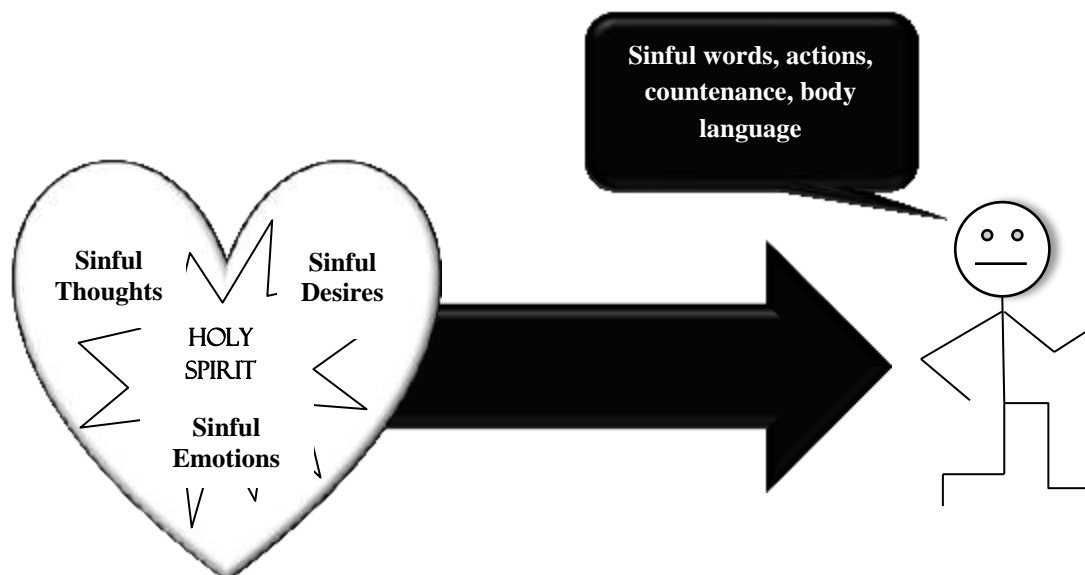 Sinful words, actions,
countenance, body
language
Sinful
Thoughts
Sinful
Desires
HOLY
SPIRIT
Sinful
Emotions